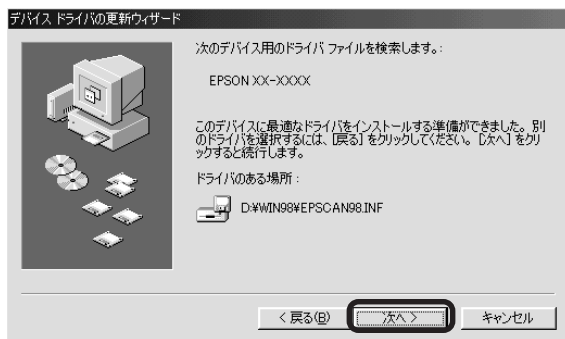 デバイス ドライバの更新ウィザード
次のデバイス用のドライバ ファイルを検索します。:
EPSON XX-XXXX
このデバイスに最適なドライバをインストールする準備ができました。別
のドライバを選択するには、[戻る] をクリックしてください。[次へ] をクリ
ックすると続行します。
ドライバのある場所:
D:¥WIN98¥EPSCAN98.INF
< 戻る(B)
次へ >
キャンセル